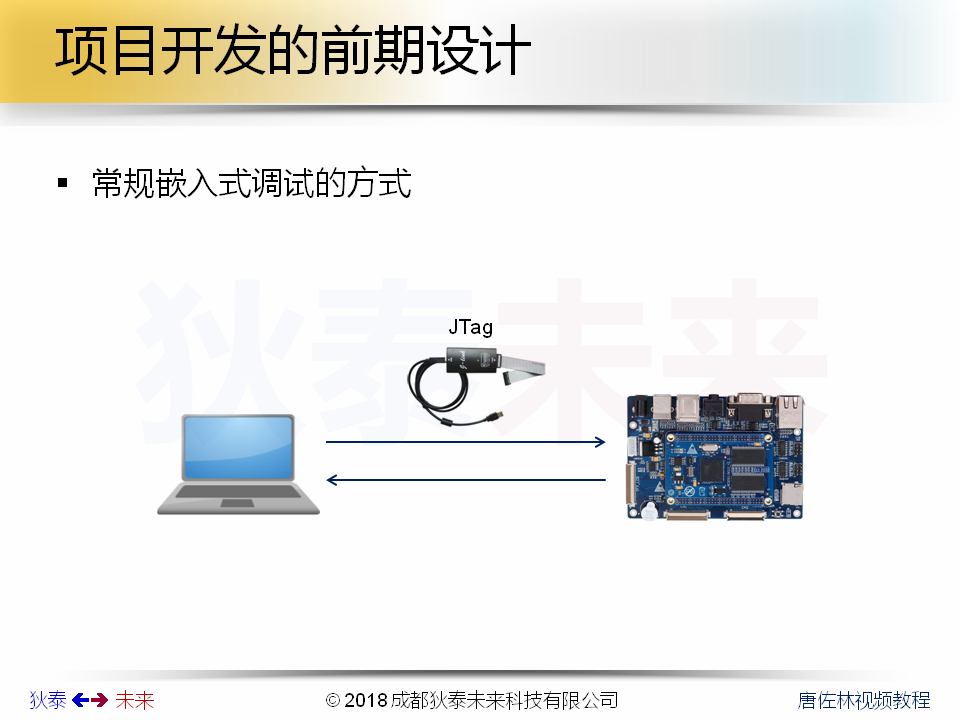 项目开发的前期设计
▪ 常规嵌入式调试的方式
狄泰未来
JTag
J-Link
狄泰 未来
© 2018 成都狄泰未来科技有限公司
唐佐林视频教程